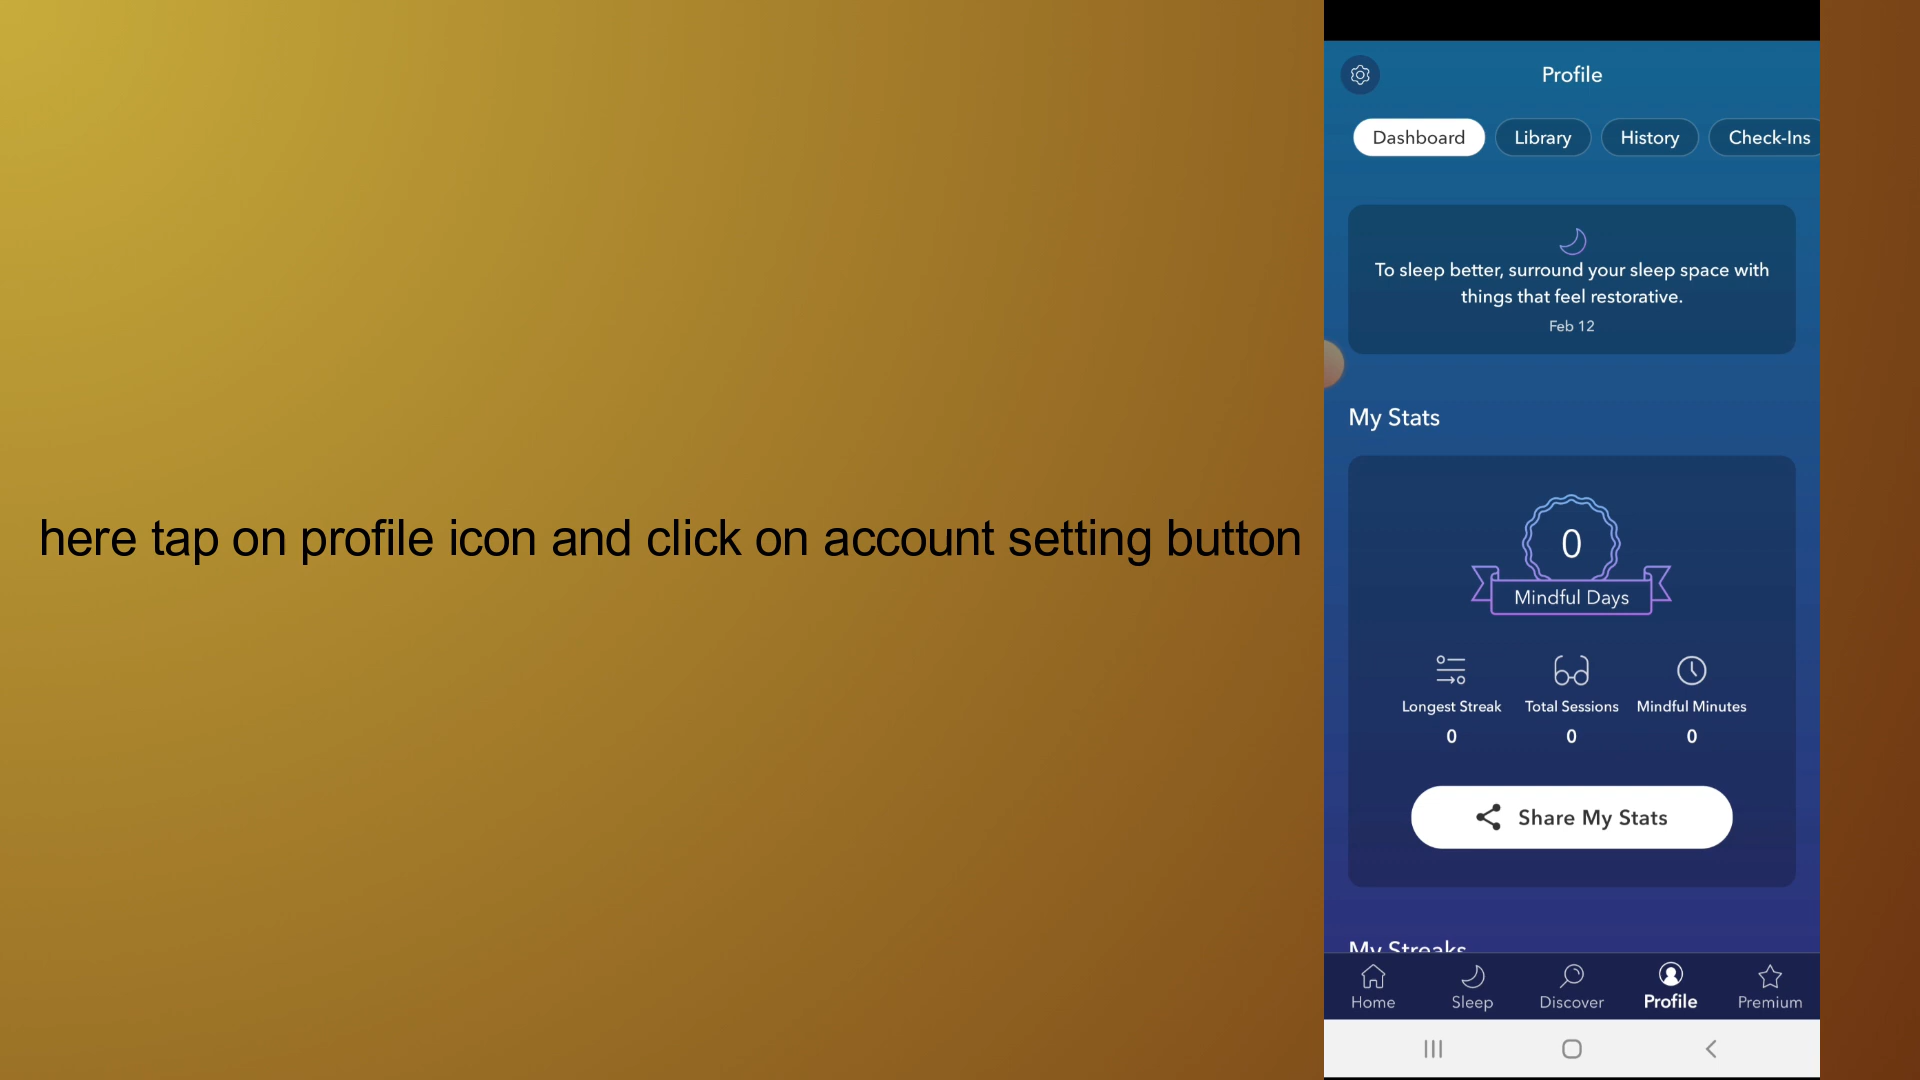 here tap on profile icon and click on account setting button
Profile
Dashboard Library History Check-Ins
To sleep better, surround your sleep space with
things that feel restorative.
Feb 12
My Stats
0
Mindful Days
Longest Streak Total Sessions Mindful Minutes
0 0 0
Share My Stats
My Streaks
Home Sleep Discover Profile Premium